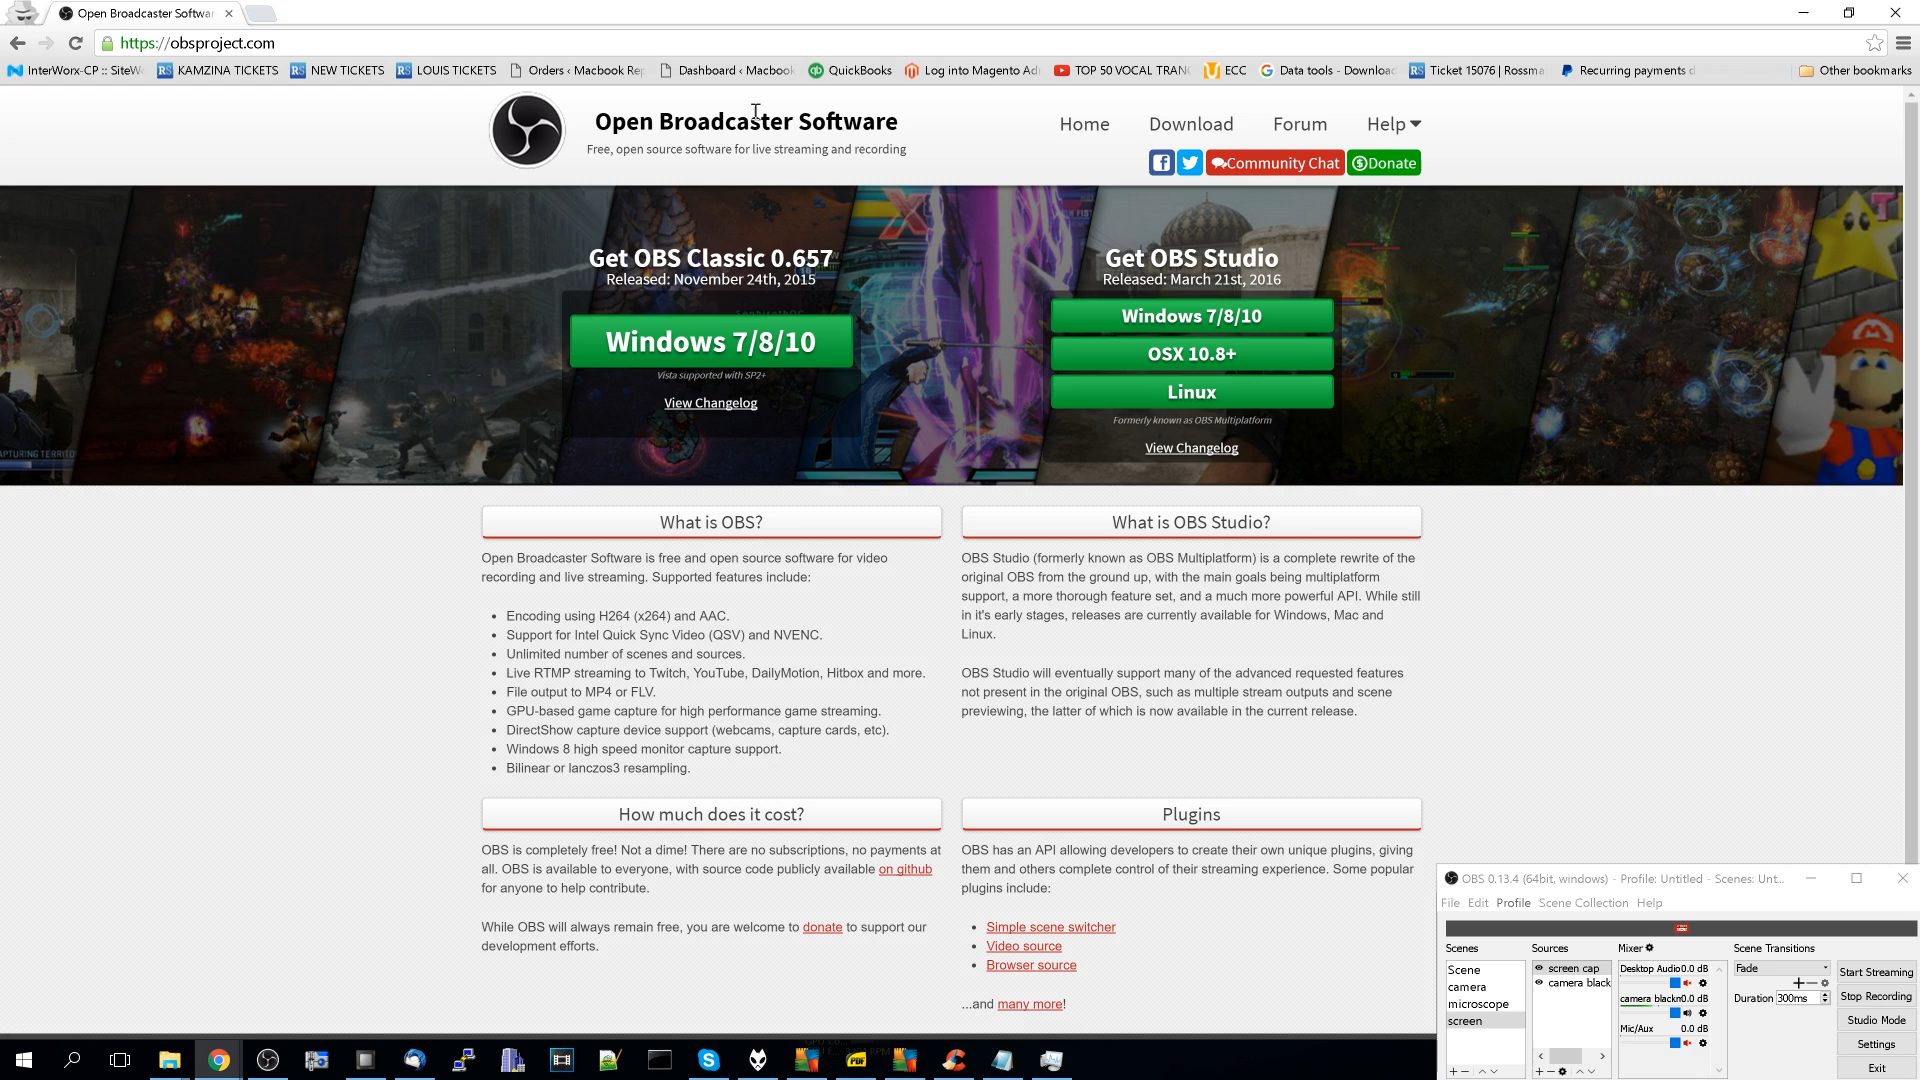 Open Broadcaster Softwar
https://obsproject.com
InterWorx-CP :: SiteW
KAMZINA TICKETS
NEW TICKETS
LOUIS TICKETS
Orders ‹ Macbook Rep
Dashboard ‹ Macbook
QuickBooks
Log into Magento Ad
TOP 50 VOCAL TRAN
ECC
Data tools - Downloa
Ticket 15076 | Rossm
Recurring payments d
Other bookmarks
Open Broadcaster Software
Free, open source software for live streaming and recording
Home
Download
Forum
Help
Community Chat
Donate
Get OBS Classic 0.657
Released: November 24th, 2015
Windows 7/8/10
Vista supported with SP2+
View Changelog
Get OBS Studio
Released: March 21st, 2016
Windows 7/8/10
OSX 10.8+
Linux
Formerly known as OBS Multiplatform
View Changelog
What is OBS?
Open Broadcaster Software is free and open source software for video
recording and live streaming. Supported features include:
• Encoding using H264 (x264) and AAC.
• Support for Intel Quick Sync Video (QSV) and NVENC.
• Unlimited number of scenes and sources.
• Live RTMP streaming to Twitch, YouTube, DailyMotion, Hitbox and more.
• File output to MP4 or FLV.
• GPU-based game capture for high performance game streaming.
• DirectShow capture device support (webcams, capture cards, etc).
• Windows 8 high speed monitor capture support.
• Bilinear or lanczos3 resampling.
What is OBS Studio?
OBS Studio (formerly known as OBS Multiplatform) is a complete rewrite of the
original OBS from the ground up, with the main goals being multiplatform
support, a more thorough feature set, and a much more powerful API. While still
in it's early stages, releases are currently available for Windows, Mac and
Linux.
OBS Studio will eventually support many of the advanced requested features
not present in the original OBS, such as multiple stream outputs and scene
previewing, the latter of which is now available in the current release.
How much does it cost?
OBS is completely free! Not a dime! There are no subscriptions, no payments at
all. OBS is available to everyone, with source code publicly available on github
for anyone to help contribute.
While OBS will always remain free, you are welcome to donate to support our
development efforts.
Plugins
OBS has an API allowing developers to create their own unique plugins, giving
them and others complete control of their streaming experience. Some popular
plugins include:
• Simple scene switcher
• Video source
• Browser source
...and many more!
OBS 0.13.4 (64bit, windows) - Profile: Untitled - Scenes: Unt...
File Edit Profile Scene Collection Help
Scenes
Scene
camera
microscope
screen
Sources
screen cap
camera black
Mixer
Desktop Audio 0.0 dB
camera blackn 0.0 dB
Mic/Aux 0.0 dB
Scene Transitions
Fade
Duration 300ms
Start Streaming
Stop Recording
Studio Mode
Settings
Exit